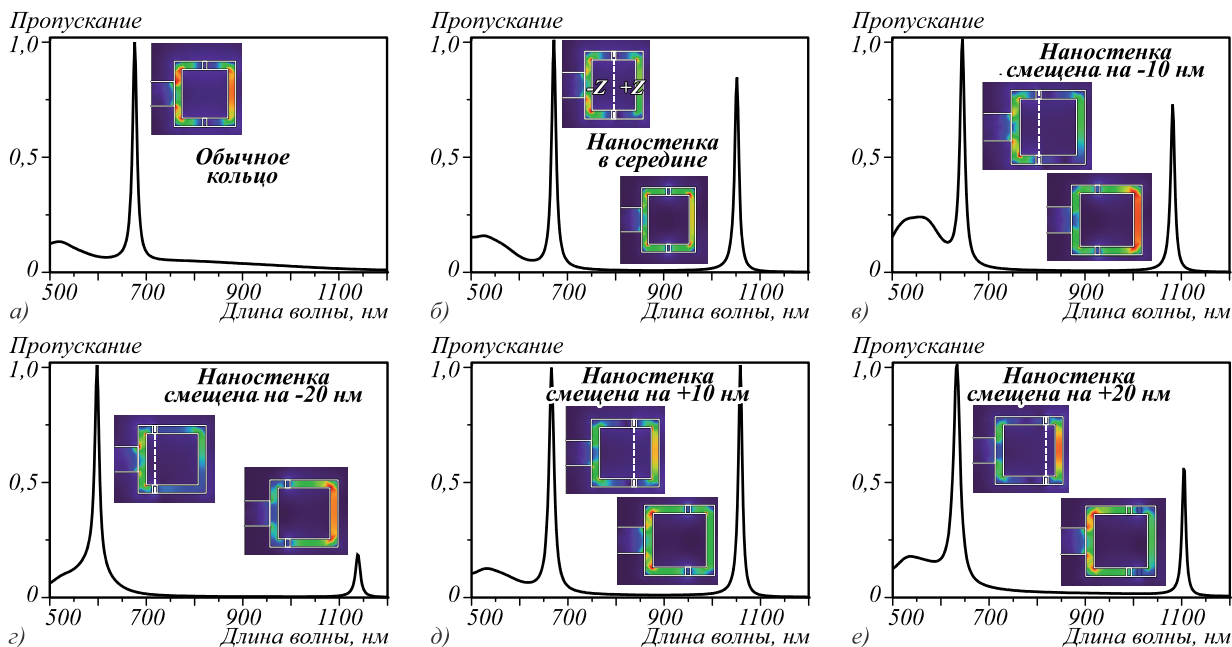 Пропускание
1,0
0,5
0
500 700 900 1100
а)
Длина волны, нм
Обычное
кольцо
Пропускание
1,0
0,5
0
500 700 900 1100
б)
Длина волны, нм
-Z +Z
Наностенка
в середине
Пропускание
1,0
0,5
0
500 700 900 1100
в)
Длина волны, нм
Наностенка
смещена на -10 нм
Пропускание
1,0
0,5
0
500 700 900 1100
г)
Длина волны, нм
Наностенка
смещена на -20 нм
Пропускание
1,0
0,5
0
500 700 900 1100
д)
Длина волны, нм
Наностенка
смещена на +10 нм
Пропускание
1,0
0,5
0
500 700 900 1100
е)
Длина волны, нм
Наностенка
смещена на +20 нм